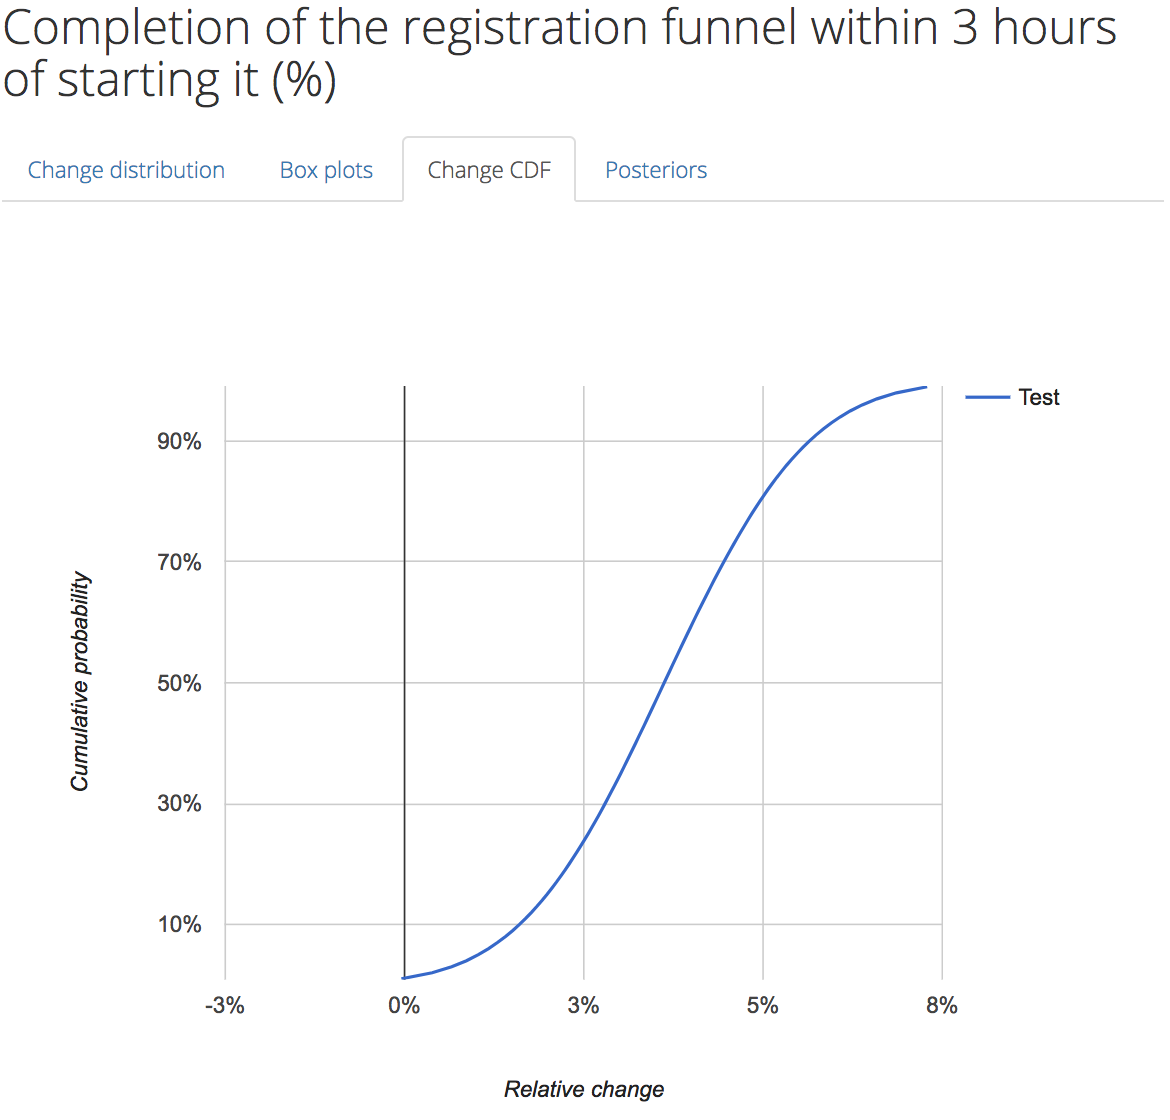 Completion of the registration funnel within 3 hours
of starting it (%)
Change distribution
Box plots
Change CDF
Posteriors
Test
90%
70%
50%
30%
10%
Cumulative probability
-3%
0%
3%
5%
8%
Relative change